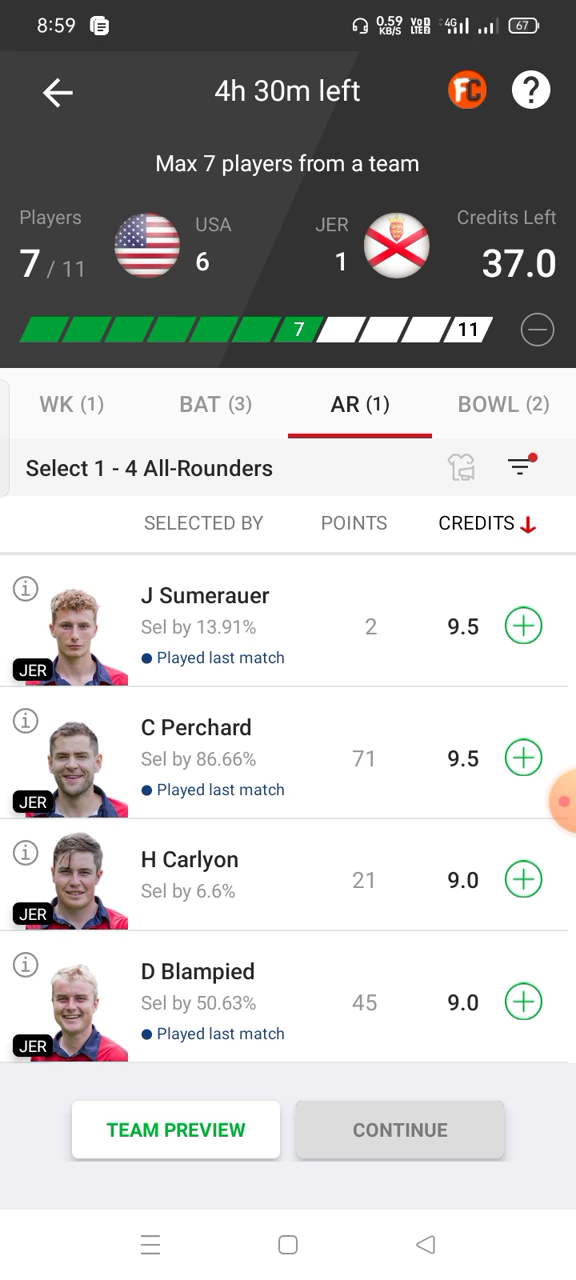 8:59 0.59 KB/S VoD LTE2 4G 67
4h 30m left FC ?
Max 7 players from a team
Players USA JER Credits Left
7 / 11 6 1 37.0
7 11
WK (1) BAT (3) AR (1) BOWL (2)
Select 1 - 4 All-Rounders
SELECTED BY POINTS CREDITS
i J Sumerauer
Sel by 13.91% 2 9.5
Played last match
JER
i C Perchard
Sel by 86.66% 71 9.5
Played last match
JER
i H Carlyon
Sel by 6.6% 21 9.0
JER
i D Blampied
Sel by 50.63% 45 9.0
Played last match
JER
TEAM PREVIEW CONTINUE